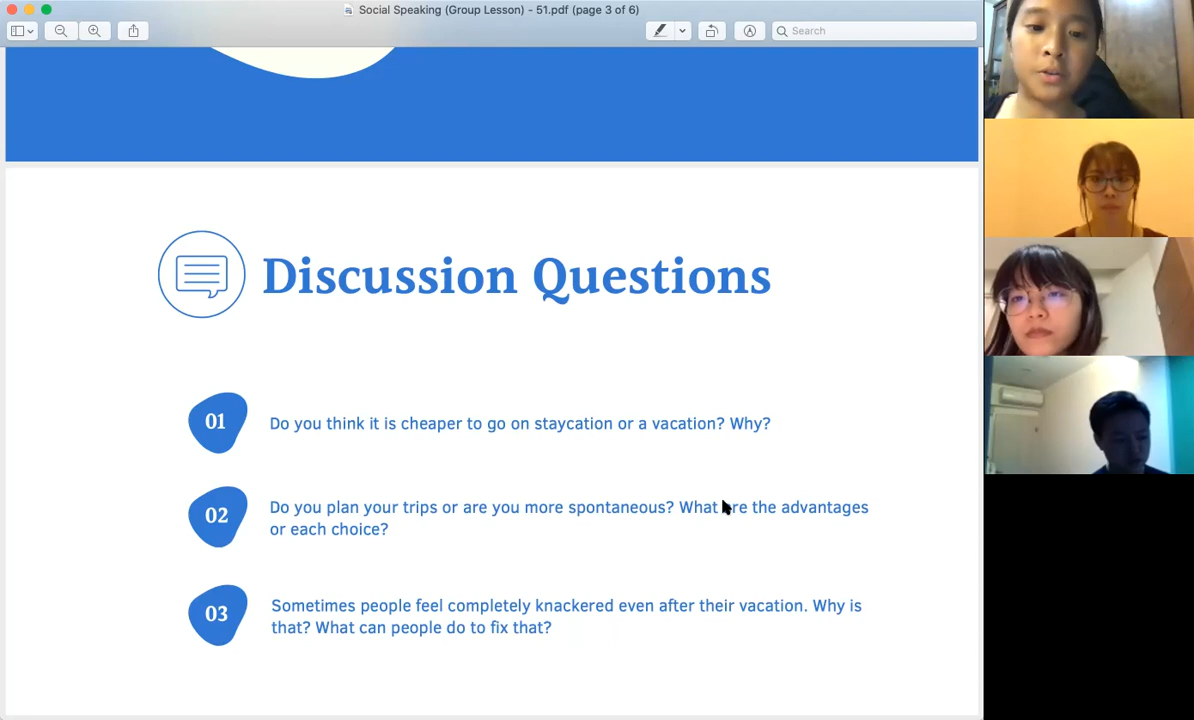 Social Speaking (Group Lesson) - 51.pdf (page 3 of 6)
Search
Discussion Questions
01
Do you think it is cheaper to go on staycation or a vacation? Why?
02
Do you plan your trips or are you more spontaneous? What are the advantages
or each choice?
03
Sometimes people feel completely knackered even after their vacation. Why is
that? What can people do to fix that?